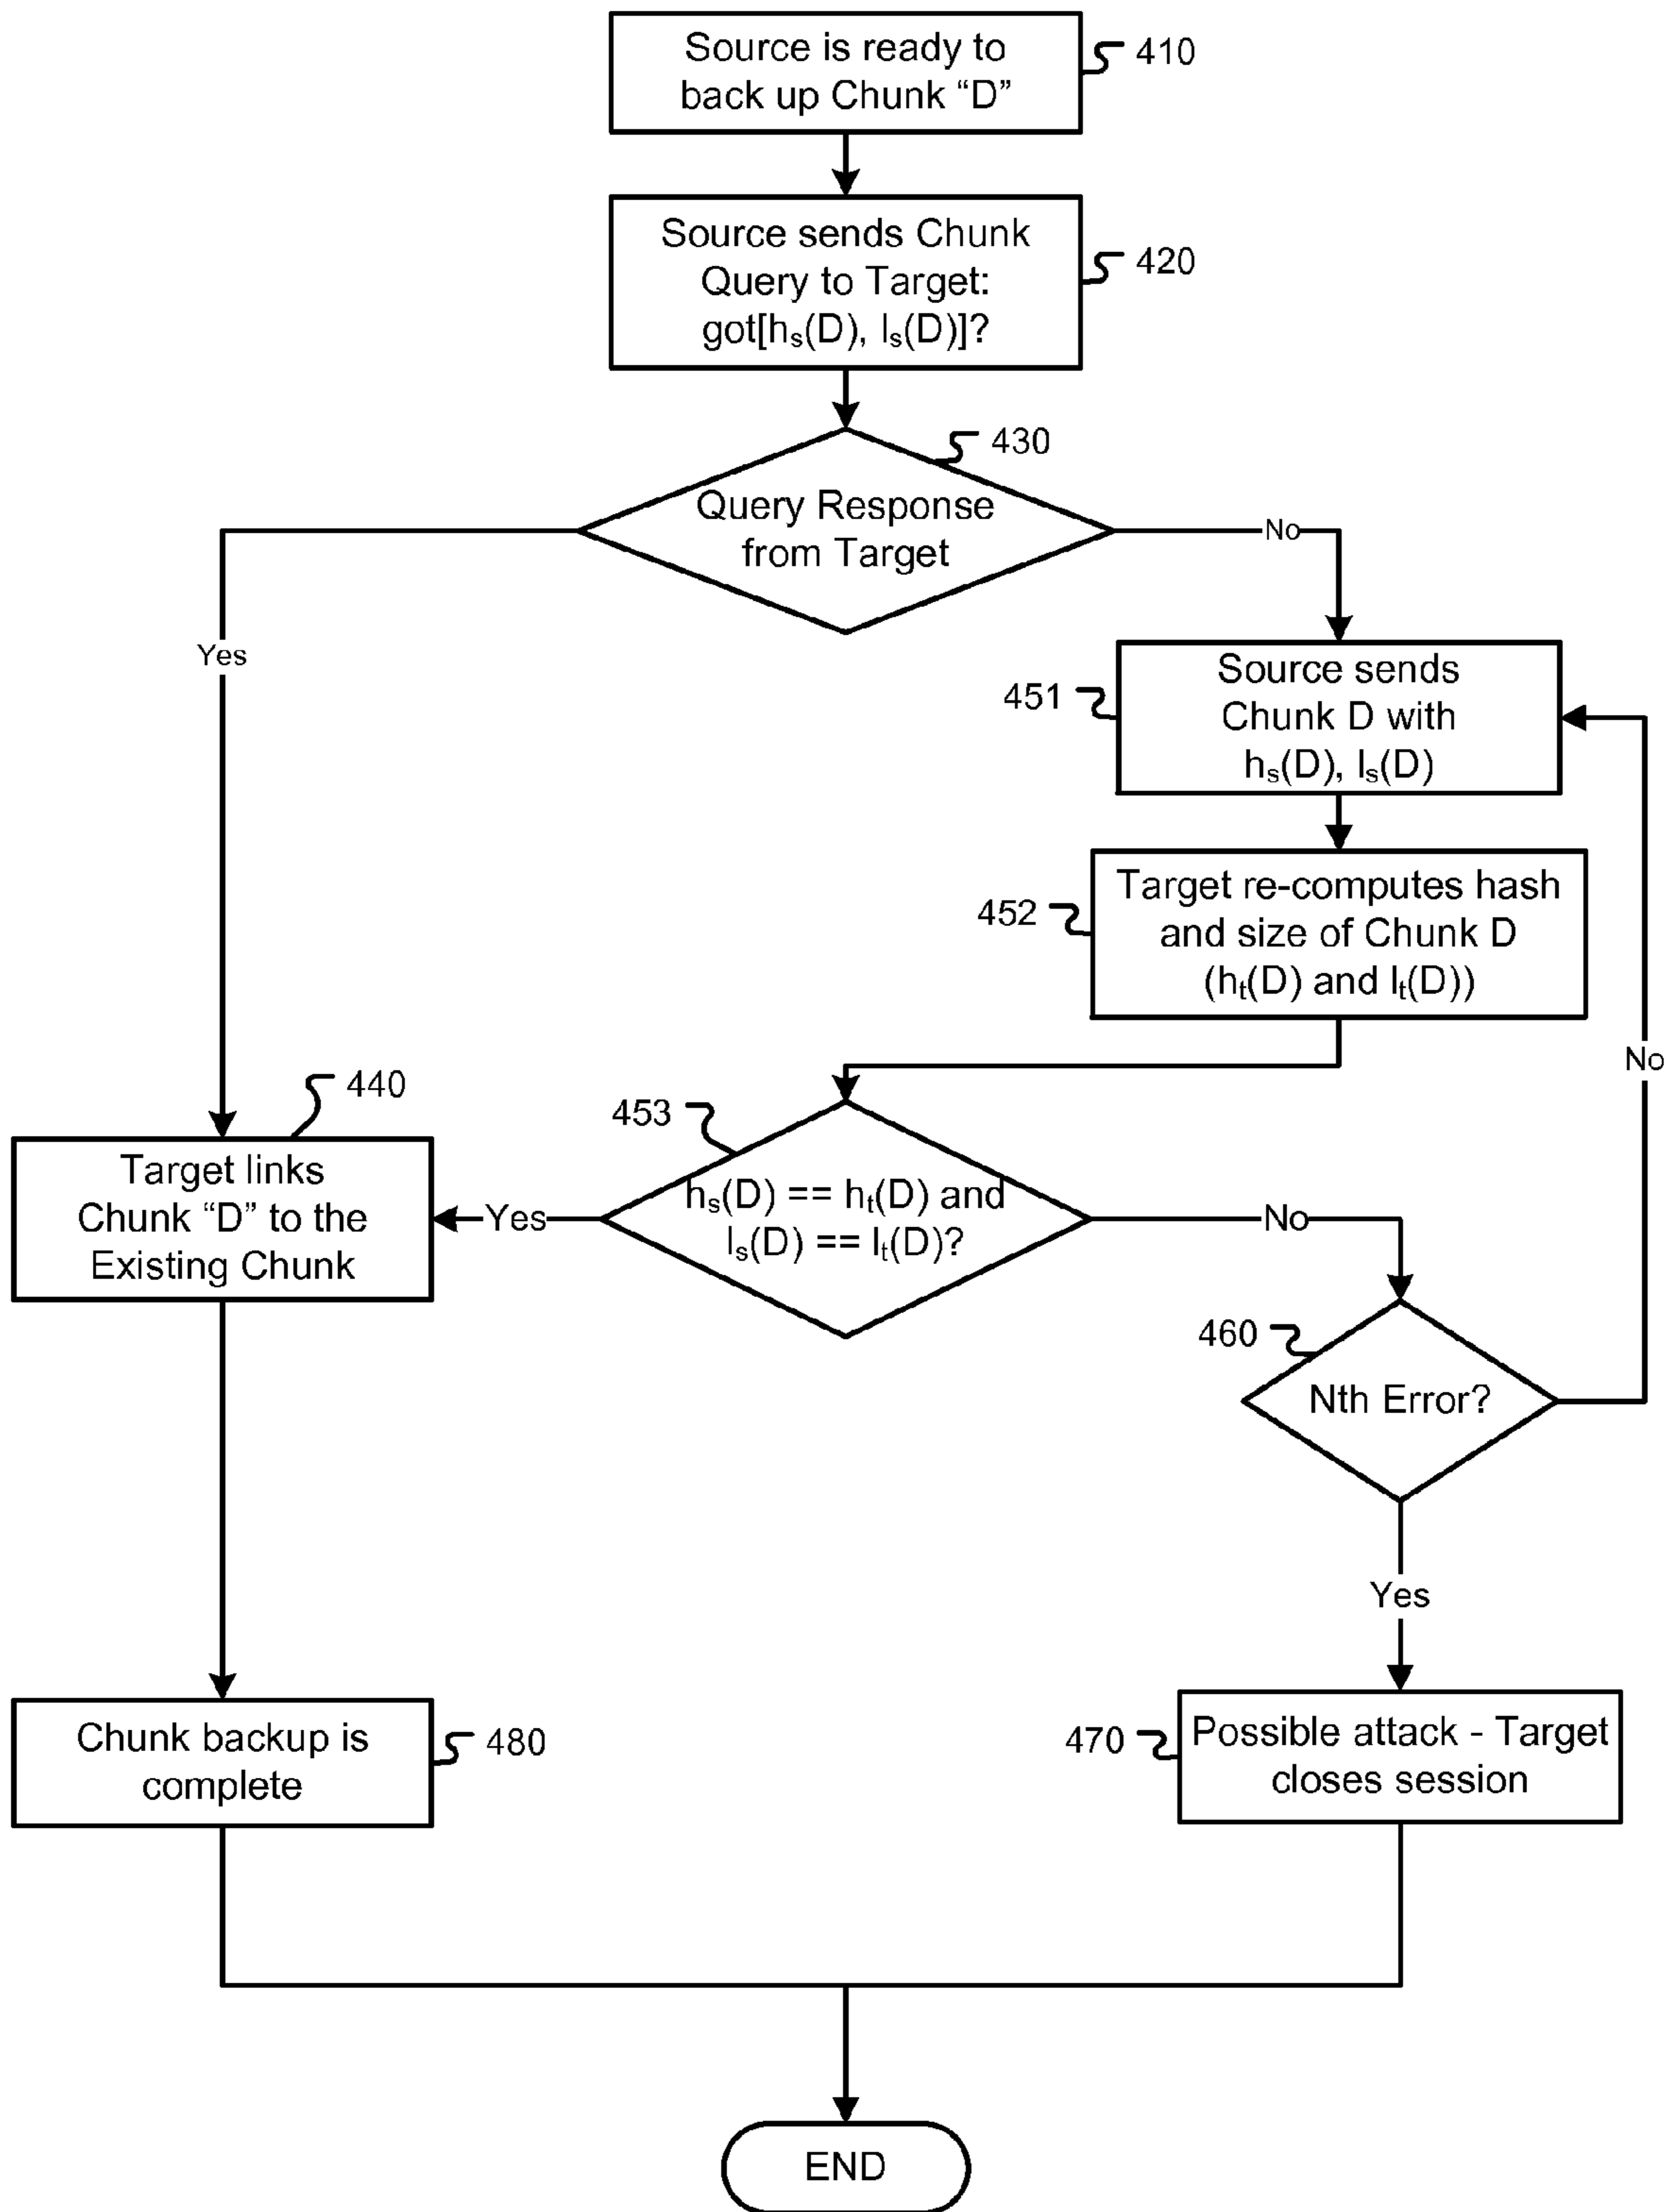 Source is ready to
back up Chunk “D”
410
Source sends Chunk
Query to Target:
got[hₛ(D), lₛ(D)]?
420
430
Query Response
from Target
No
Yes
451
Source sends
Chunk D with
hₛ(D), lₛ(D)
452
Target re-computes hash
and size of Chunk D
(hₜ(D) and lₜ(D))
No
440
Target links
Chunk “D” to the
Existing Chunk
453
Yes
hₛ(D) == hₜ(D) and
lₛ(D) == lₜ(D)?
No
460
Nth Error?
Yes
Chunk backup is
complete
480
470
Possible attack - Target
closes session
END